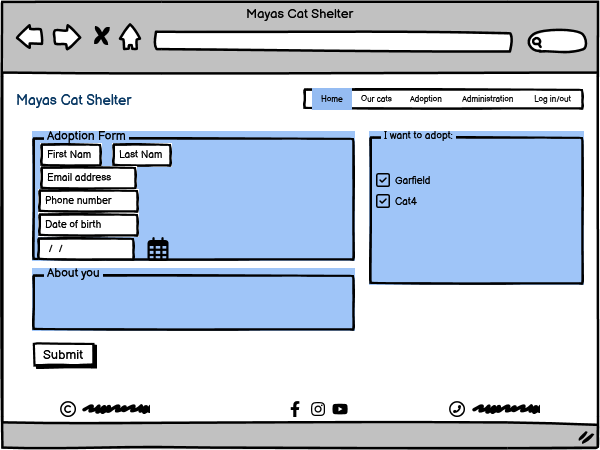 Mayas Cat Shelter
Mayas Cat Shelter
Home Our cats Adoption Administration Log in/out
Adoption Form
First Nam Last Nam
Email address
Phone number
Date of birth
/ /
I want to adopt:
Garfield
Cat4
About you
Submit
©